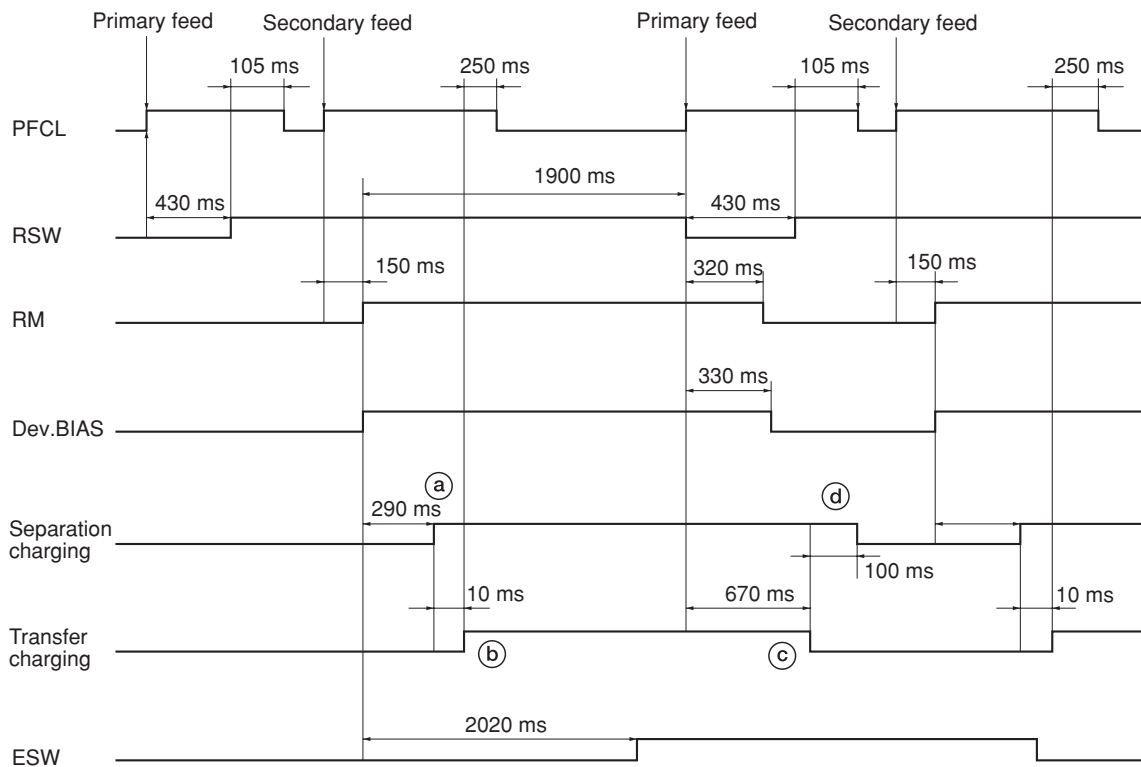 Primary feed Secondary feed Primary feed Secondary feed
105 ms 250 ms 105 ms 250 ms
PFCL
1900 ms
430 ms 430 ms
RSW
150 ms 320 ms 150 ms
RM
330 ms
Dev.BIAS
a d
290 ms
Separation
charging
100 ms
10 ms 670 ms 10 ms
Transfer
charging
b c
2020 ms
ESW